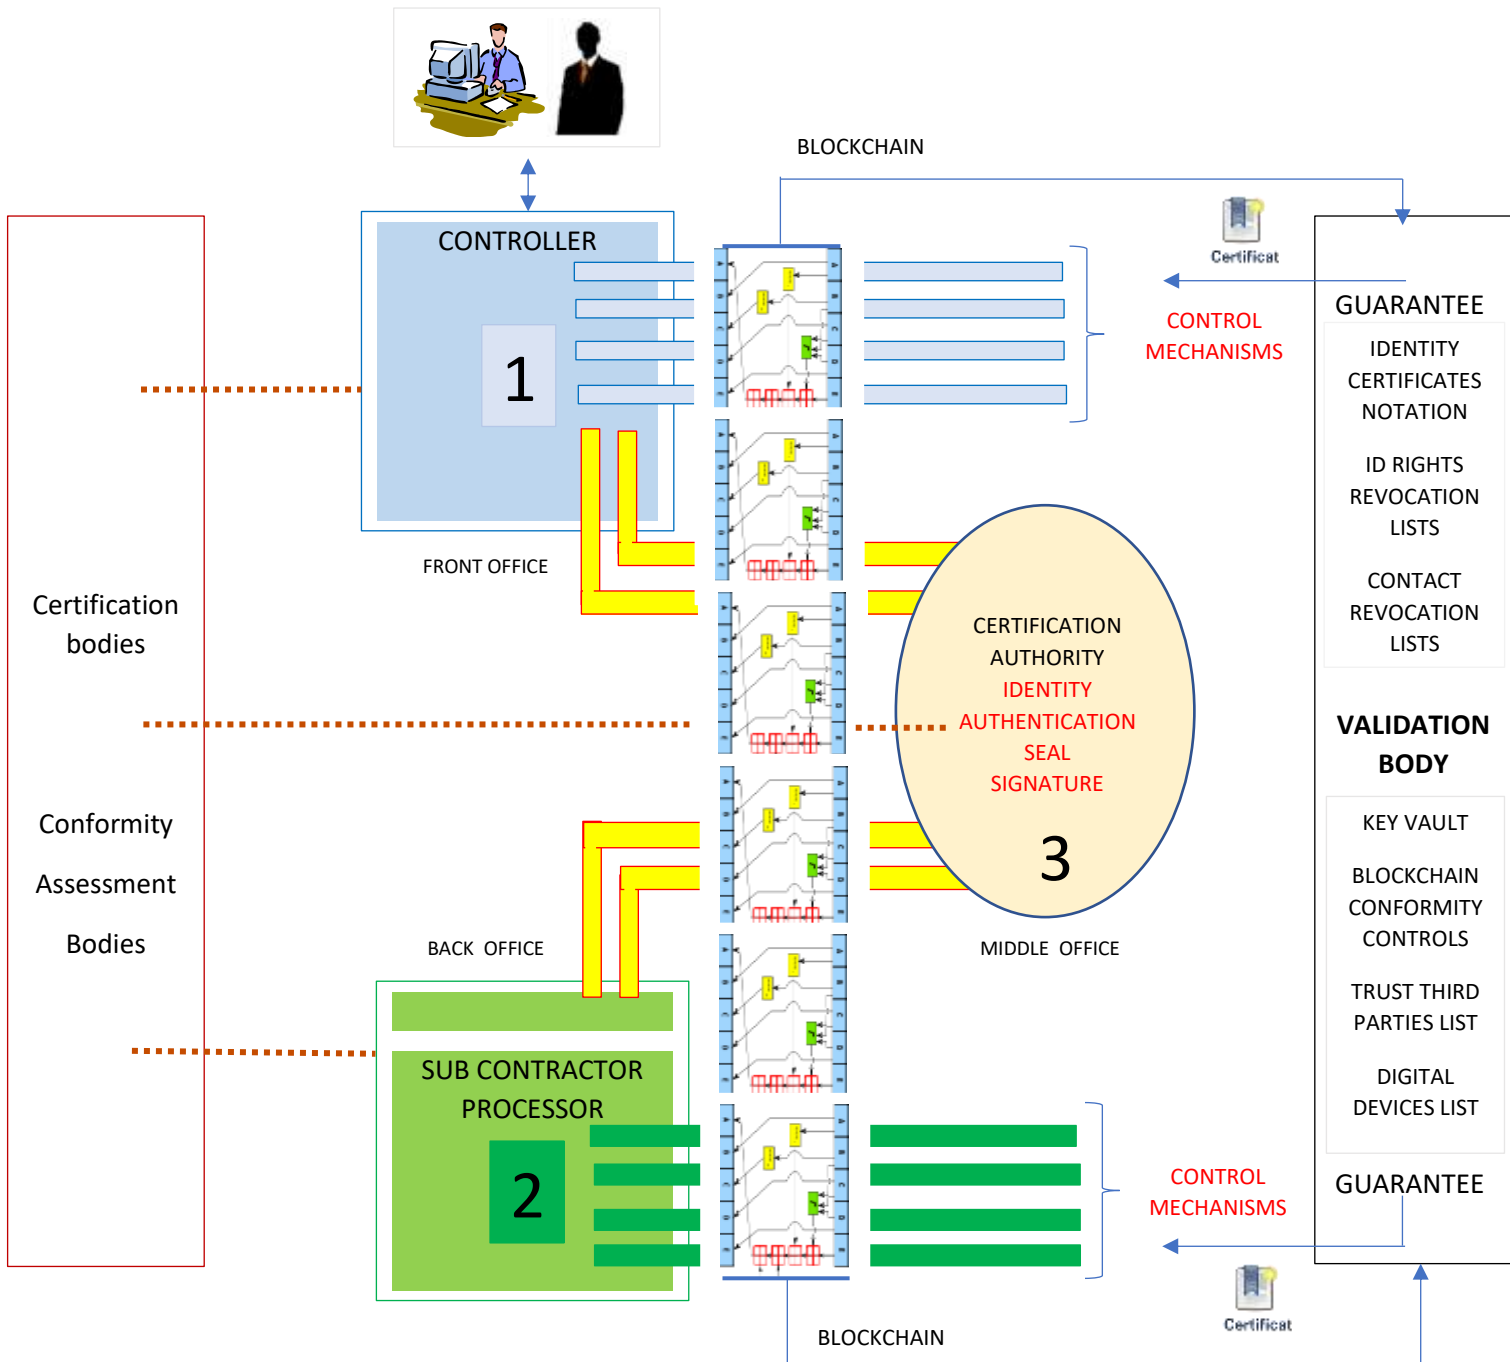 BLOCKCHAIN
Certificat
CONTROLLER
1
CONTROL
MECHANISMS
GUARANTEE
IDENTITY
CERTIFICATES
NOTATION
ID RIGHTS
REVOCATION
LISTS
CONTACT
REVOCATION
LISTS
FRONT OFFICE
Certification
bodies
CERTIFICATION
AUTHORITY
IDENTITY
AUTHENTICATION
SEAL
SIGNATURE
3
VALIDATION
BODY
Conformity
Assessment
Bodies
KEY VAULT
BLOCKCHAIN
CONFORMITY
CONTROLS
TRUST THIRD
PARTIES LIST
DIGITAL
DEVICES LIST
BACK OFFICE
MIDDLE OFFICE
SUB CONTRACTOR
PROCESSOR
2
CONTROL
MECHANISMS
GUARANTEE
Certificat
BLOCKCHAIN